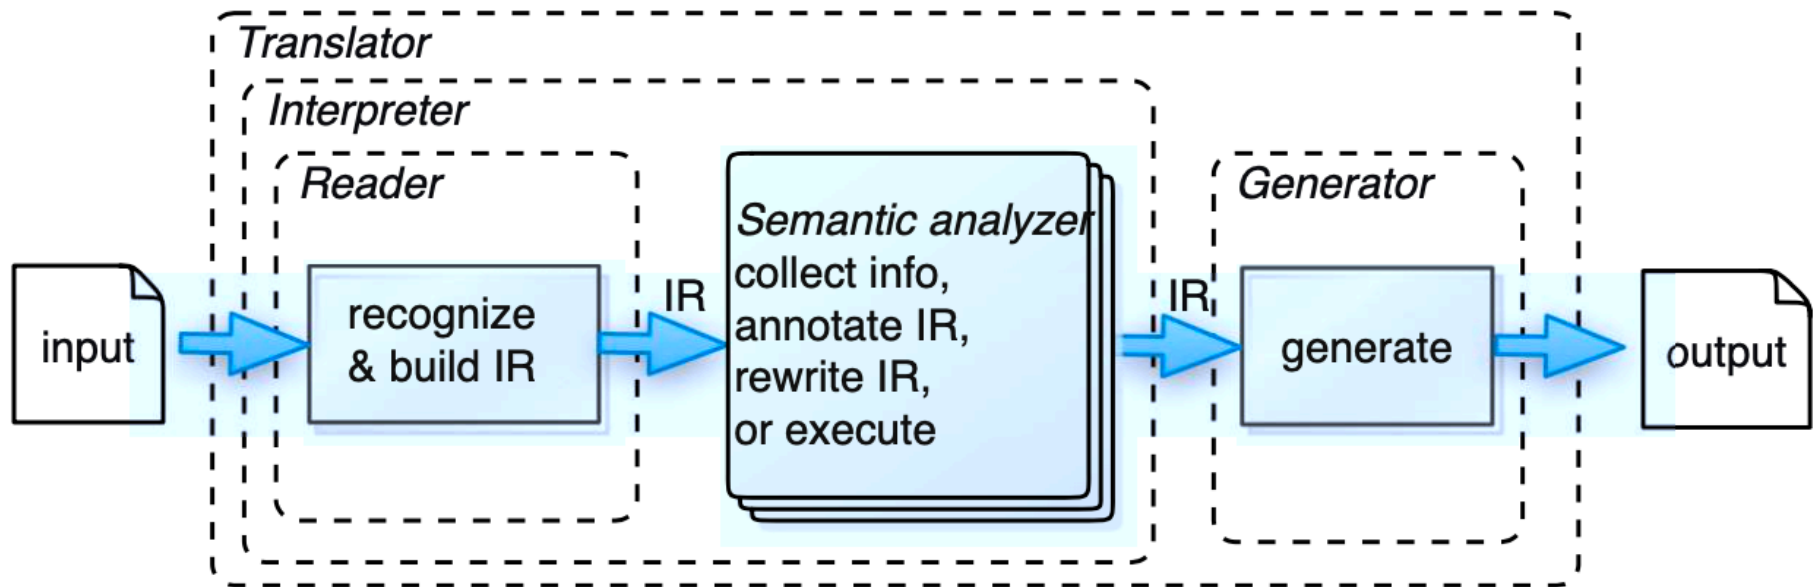 Translator
Interpreter
Reader
Generator
Semantic analyzer
collect info,
annotate IR,
rewrite IR,
or execute
input
recognize
& build IR
IR
IR
generate
output